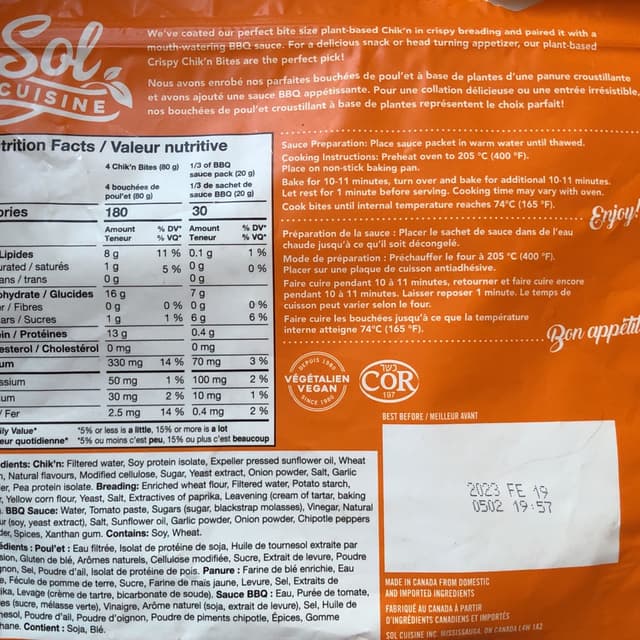 Sol
CUISINE
We've coated our perfect bite size plant-based Chik'n in crispy breading and paired it with a
mouth-watering BBQ sauce. For a delicious snack or head turning appetizer, our plant-based
Crispy Chik'n Bites are the perfect pick!
Nous avons enrobé nos parfaites bouchées de poul'et à base de plantes d'une panure croustillante
et avons ajouté une sauce BBQ appétissante. Pour une collation délicieuse ou une entrée irrésistible,
nos bouchées de poul'et croustillant à base de plantes représentent le choix parfait!
trition Facts / Valeur nutritive
4 Chik'n Bites (80 g) 1/3 of BBQ
sauce pack (20 g)
4 bouchées de 1/3 de sachet de
poul'et (80 g) sauce BBQ (20 g)
ories 180 30
Amount % DV* Amount % DV*
Teneur % VQ* Teneur % VQ*
Lipides 8 g 11 % 0.1 g 1 %
urated / saturés 1 g 5 % 0 g 0 %
ans / trans 0 g 0 g
ohydrate / Glucides 16 g 7 g
r / Fibres 0 g 0 % 0 g 0 %
ars / Sucres 1 g 1 % 6 g 6 %
in / Protéines 13 g 0.4 g
esterol / Cholestérol 0 mg 0 mg
um 330 mg 14 % 70 mg 3 %
ssium 50 mg 1 % 100 mg 2 %
um 30 mg 2 % 10 mg 1 %
/ Fer 2.5 mg 14 % 0.4 mg 2 %
ily Value* *5% or less is a little, 15% or more is a lot
eur quotidienne* *5% ou moins c'est peu, 15% ou plus c'est beaucoup
Sauce Preparation: Place sauce packet in warm water until thawed.
Cooking Instructions: Preheat oven to 205 °C (400 °F).
Place on non-stick baking pan.
Bake for 10-11 minutes, turn over and bake for additional 10-11 minutes.
Let rest for 1 minute before serving. Cooking time may vary with oven.
Cook bites until internal temperature reaches 74°C (165 °F).
Enjoy!
Préparation de la sauce : Placer le sachet de sauce dans de l'eau
chaude jusqu'à ce qu'il soit décongelé.
Mode de préparation : Préchauffer le four à 205 °C (400 °F).
Placer sur une plaque de cuisson antiadhésive.
Faire cuire pendant 10 à 11 minutes, retourner et faire cuire encore
pendant 10 à 11 minutes. Laisser reposer 1 minute. Le temps de
cuisson peut varier selon le four.
Faire cuire les bouchées jusqu'à ce que la température
interne atteigne 74°C (165 °F).
Bon appétit
DEPUIS 1980
VÉGÉTALIEN
VEGAN
SINCE 1980
כשר
COR
197
BEST BEFORE / MEILLEUR AVANT
2023 FE 19
0502 19:57
dients: Chik'n: Filtered water, Soy protein isolate, Expeller pressed sunflower oil, Wheat
n, Natural flavours, Modified cellulose, Sugar, Yeast extract, Onion powder, Salt, Garlic
er, Pea protein isolate. Breading: Enriched wheat flour, Filtered water, Potato starch,
r, Yellow corn flour, Yeast, Salt, Extractives of paprika, Leavening (cream of tartar, baking
. BBQ Sauce: Water, Tomato paste, Sugars (sugar, blackstrap molasses), Vinegar, Natural
ur (soy, yeast extract), Salt, Sunflower oil, Garlic powder, Onion powder, Chipotle peppers
der, Spices, Xanthan gum. Contains: Soy, Wheat.
édients : Poul'et : Eau filtrée, Isolat de protéine de soja, Huile de tournesol extraite par
sion, Gluten de blé, Arômes naturels, Cellulose modifiée, Sucre, Extrait de levure, Poudre
gnon, Sel, Poudre d'ail, Isolat de protéine de pois. Panure : Farine de blé enrichie, Eau
e, Fécule de pomme de terre, Sucre, Farine de maïs jaune, Levure, Sel, Extraits de
ika, Levage (crème de tartre, bicarbonate de soude). Sauce BBQ : Eau, Purée de tomate,
es (sucre, mélasse verte), Vinaigre, Arôme naturel (soja, extrait de levure), Sel, Huile de
nesol, Poudre d'ail, Poudre d'oignon, Poudre de piments chipotle, Épices, Gomme
hane. Contient : Soja, Blé.
MADE IN CANADA FROM DOMESTIC
AND IMPORTED INGREDIENTS
FABRIQUÉ AU CANADA À PARTIR
D'INGRÉDIENTS CANADIENS ET IMPORTÉS
SOL CUISINE INC. MISSISSAUGA, ON CANADA L4W 1A2